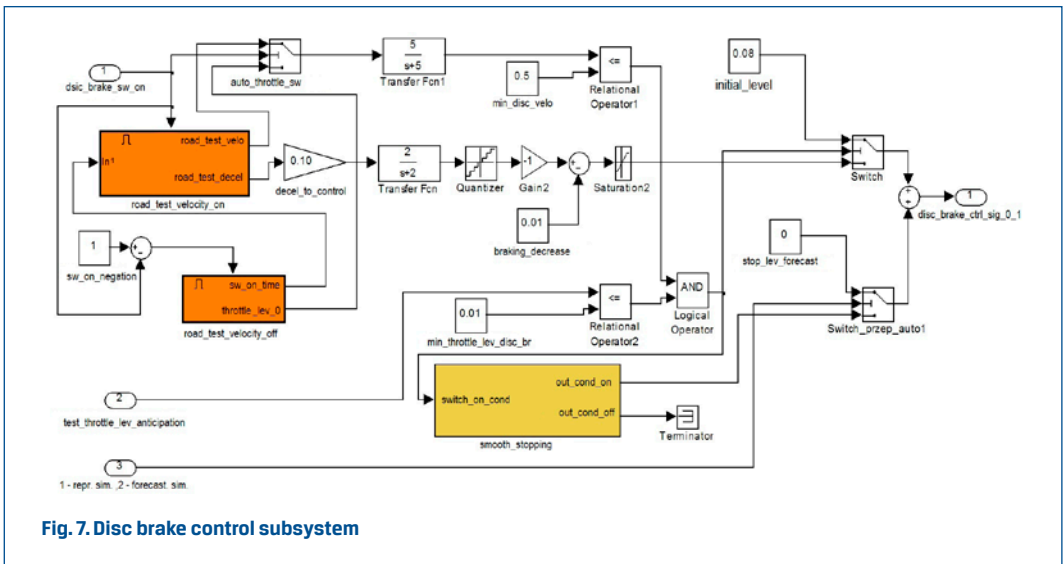 5
s+5
Transfer Fcn1
auto_throttle_sw
1
dsic_brake_sw_on
0.5
min_disc_velo
<=
Relational
Operator1
0.08
initial_level
In1
road_test_velo
road_test_decel
road_test_velocity_on
0.10
decel_to_control
2
s+2
Transfer Fcn
Quantizer
-1
Gain2
+
-
Saturation2
0.01
braking_decrease
Switch
+
+
1
disc_brake_ctrl_sig_0_1
0
stop_lev_forecast
1
sw_on_negation
+
-
sw_on_time
throttle_lev_0
road_test_velocity_off
0.01
min_throttle_lev_disc_br
<=
Relational
Operator2
AND
Logical
Operator
Switch_przep_auto1
2
test_throttle_lev_anticipation
switch_on_cond
out_cond_on
out_cond_off
smooth_stopping
Terminator
3
1 - repr. sim. ,2 - forecast. sim.
Fig. 7. Disc brake control subsystem